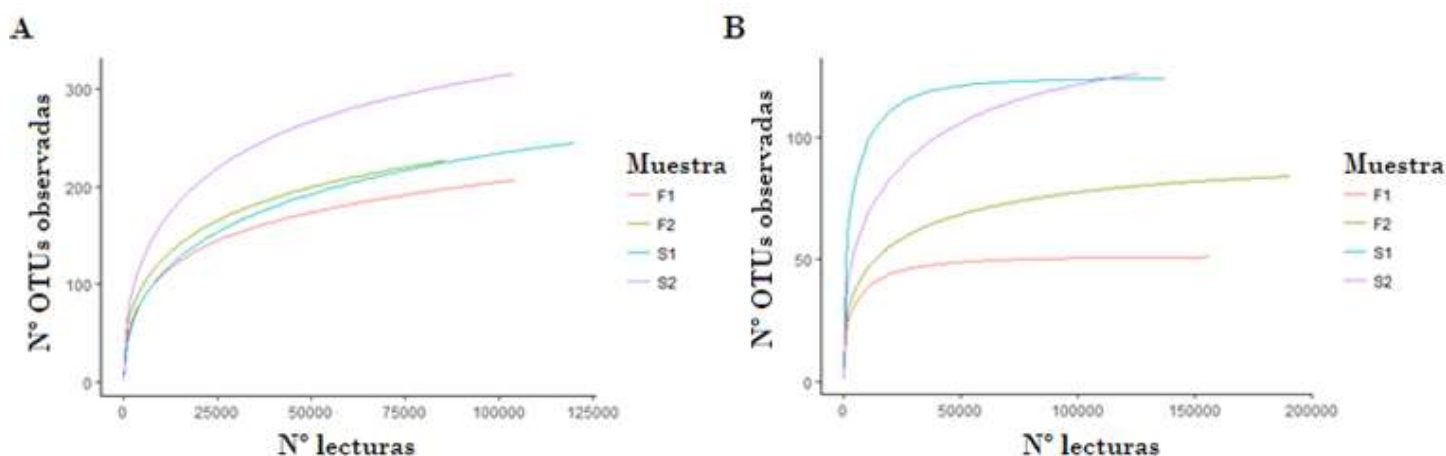 A
N° OTUs observadas
300
200
100
0
0 25000 50000 75000 100000 125000
N° lecturas
Muestra
F1
F2
S1
S2
B
N° OTUs observadas
100
50
0
0 50000 100000 150000 200000
N° lecturas
Muestra
F1
F2
S1
S2